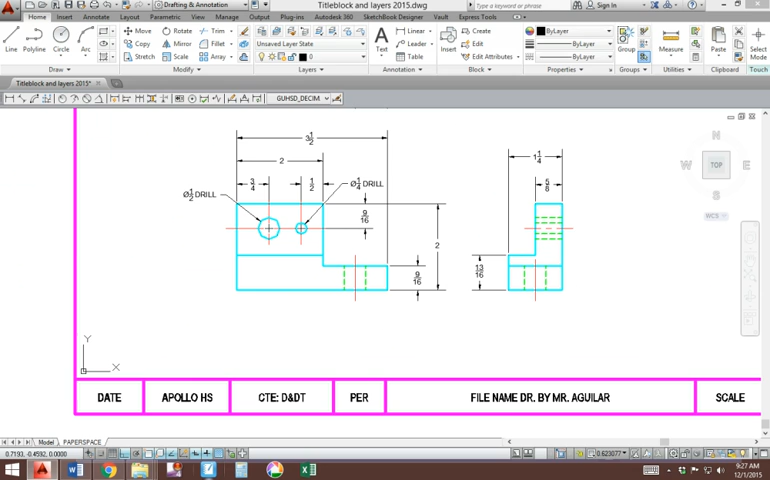 Drafting & Annotation
Titleblock and layers 2015.dwg
Type a keyword or phrase
Sign In
Home Insert Annotate Layout Parametric View Manage Output Plug-ins Autodesk 360 SketchBook Designer Vault Express Tools
Line Polyline Circle Arc
Move Rotate Trim
Copy Mirror Fillet
Stretch Scale Array
Unsaved Layer State
0
Text
Linear
Leader
Table
Insert
Create
Edit
Edit Attributes
ByLayer
ByLayer
ByLayer
Group
Measure
Paste
Select Mode
Draw Modify Layers Annotation Block Properties Groups Utilities Clipboard Touch
Titleblock and layers 2015*
GUHSD_DECIM
N
W TOP E
S
WCS
3 1/2
2
1 1/4
3/4 1/2 Ø1/4 DRILL 5/8
Ø1/2 DRILL
9/16
2
9/16
13/16
Y
X
DATE APOLLO HS CTE: D&DT PER FILE NAME DR. BY MR. AGUILAR SCALE
Model PAPERSPACE
0.7193, -0.4592, 0.0000
0.623077
9:27 AM
12/1/2015